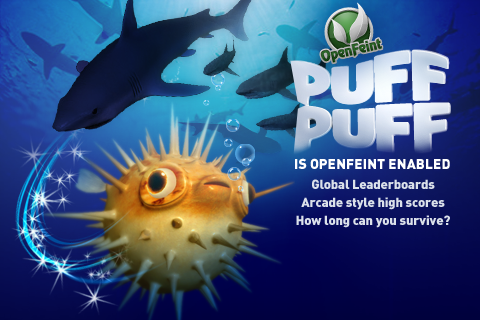 OpenFeint
PUFF
PUFF
IS OPENFEINT ENABLED
Global Leaderboards
Arcade style high scores
How long can you survive?